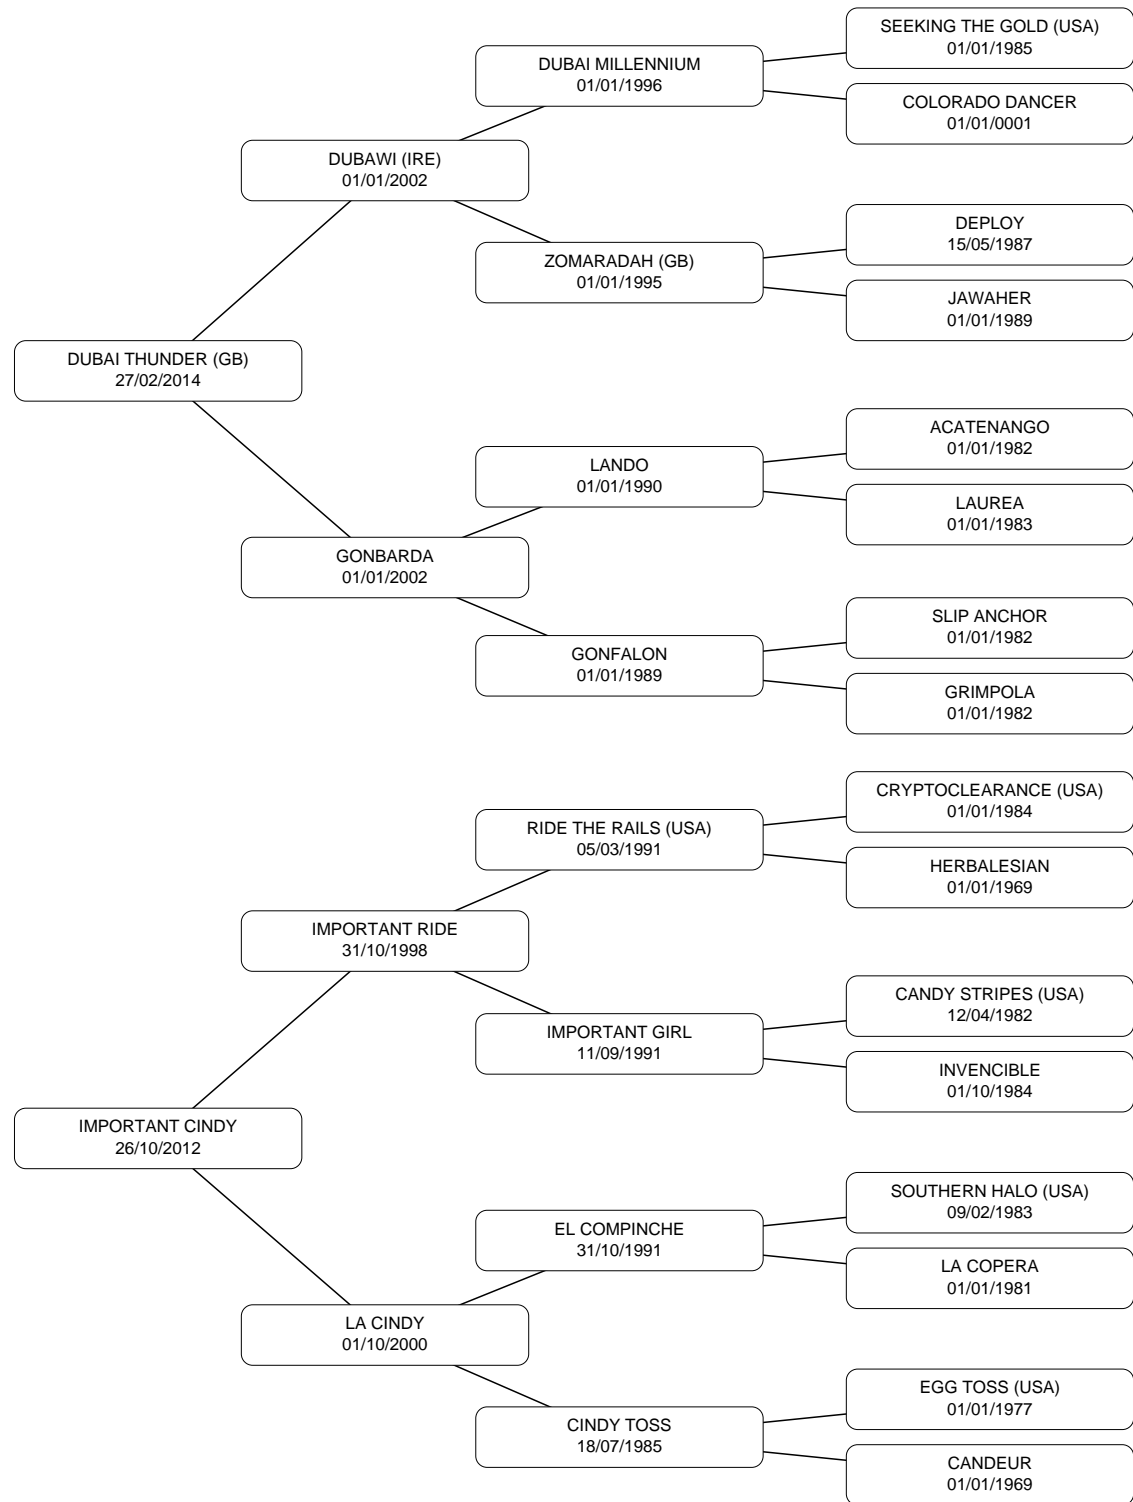 SEEKING THE GOLD (USA)
01/01/1985
DUBAI MILLENNIUM
01/01/1996
COLORADO DANCER
01/01/0001
DUBAWI (IRE)
01/01/2002
DEPLOY
15/05/1987
ZOMARADAH (GB)
01/01/1995
JAWAHER
01/01/1989
DUBAI THUNDER (GB)
27/02/2014
ACATENANGO
01/01/1982
LANDO
01/01/1990
LAUREA
01/01/1983
GONBARDA
01/01/2002
SLIP ANCHOR
01/01/1982
GONFALON
01/01/1989
GRIMPOLA
01/01/1982
CRYPTOCLEARANCE (USA)
01/01/1984
RIDE THE RAILS (USA)
05/03/1991
HERBALESIAN
01/01/1969
IMPORTANT RIDE
31/10/1998
CANDY STRIPES (USA)
12/04/1982
IMPORTANT GIRL
11/09/1991
INVENCIBLE
01/10/1984
IMPORTANT CINDY
26/10/2012
SOUTHERN HALO (USA)
09/02/1983
EL COMPINCHE
31/10/1991
LA COPERA
01/01/1981
LA CINDY
01/10/2000
EGG TOSS (USA)
01/01/1977
CINDY TOSS
18/07/1985
CANDEUR
01/01/1969